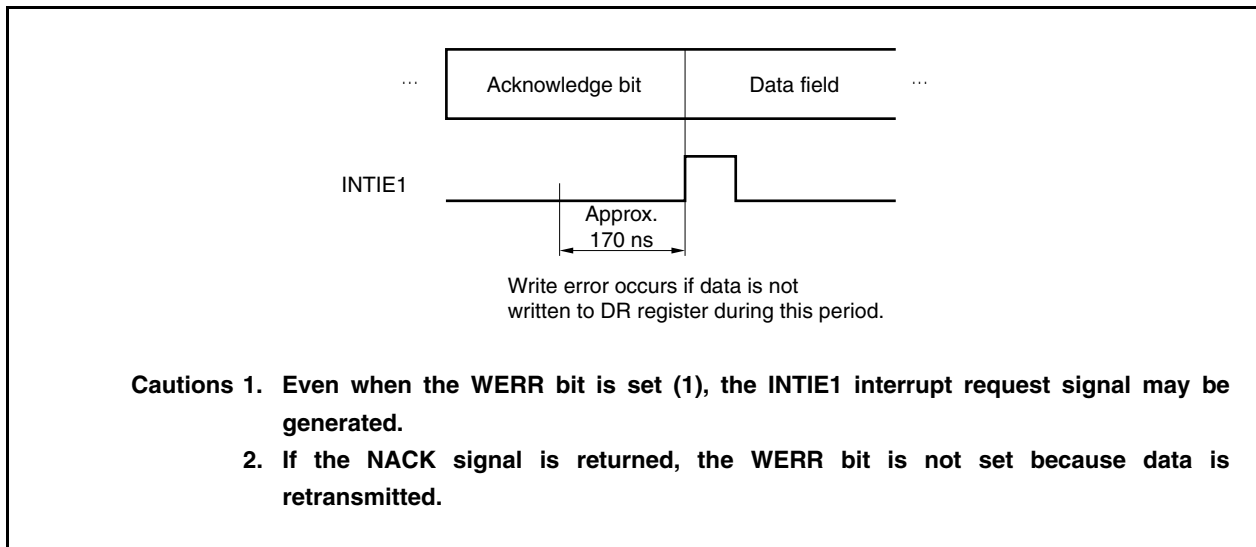 … Acknowledge bit Data field …
INTIE1
Approx.
170 ns
Write error occurs if data is not
written to DR register during this period.
Cautions 1. Even when the WERR bit is set (1), the INTIE1 interrupt request signal may be
generated.
2. If the NACK signal is returned, the WERR bit is not set because data is
retransmitted.